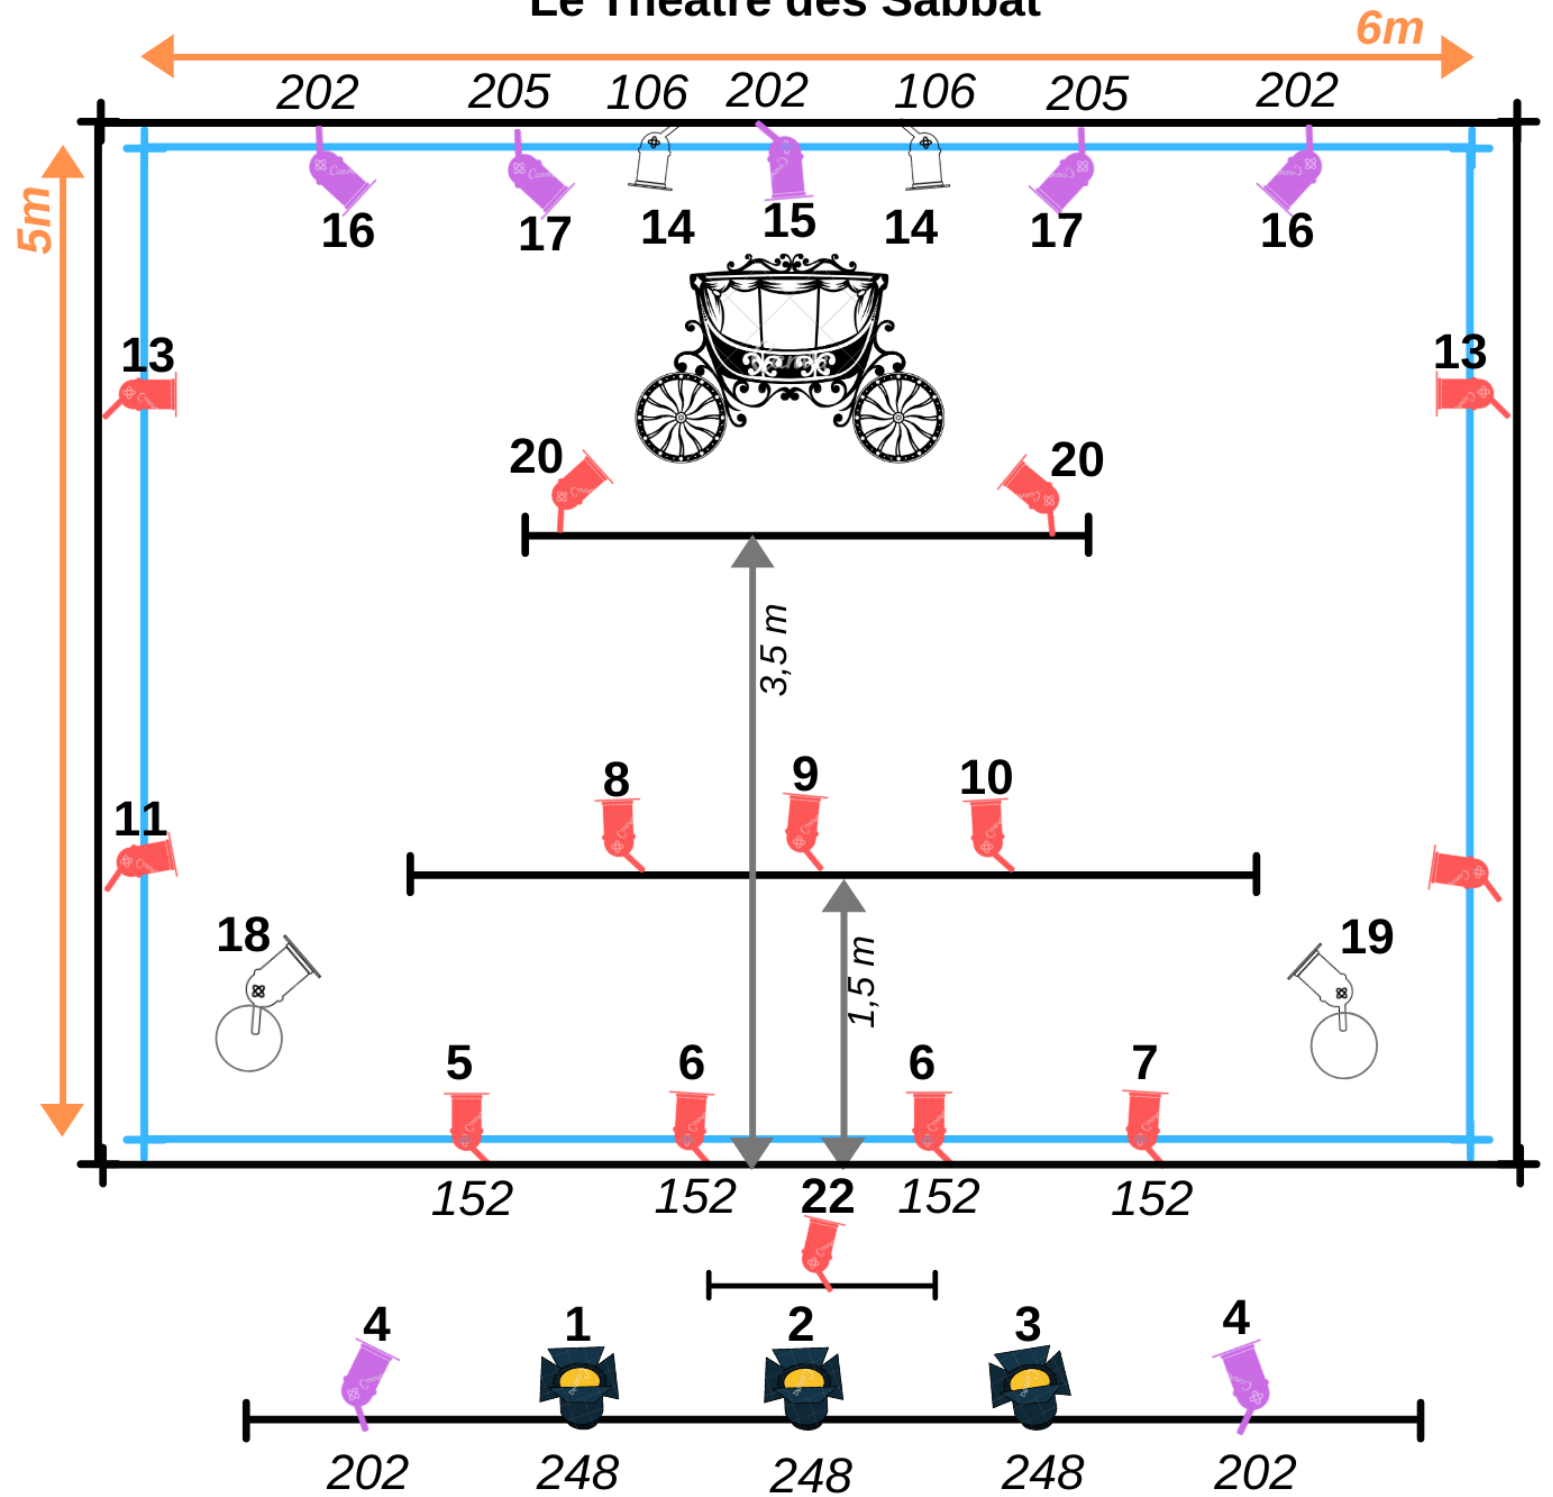 Le Théâtre des Sabbat
6m
202 205 106 202 106 205 202
5m
16 17 14 15 14 17 16
13 13
20 20
3,5 m
8 9 10
11
18 19
1,5 m
5 6 6 7
152 152 22 152 152
4 1 2 3 4
202 248 248 248 202